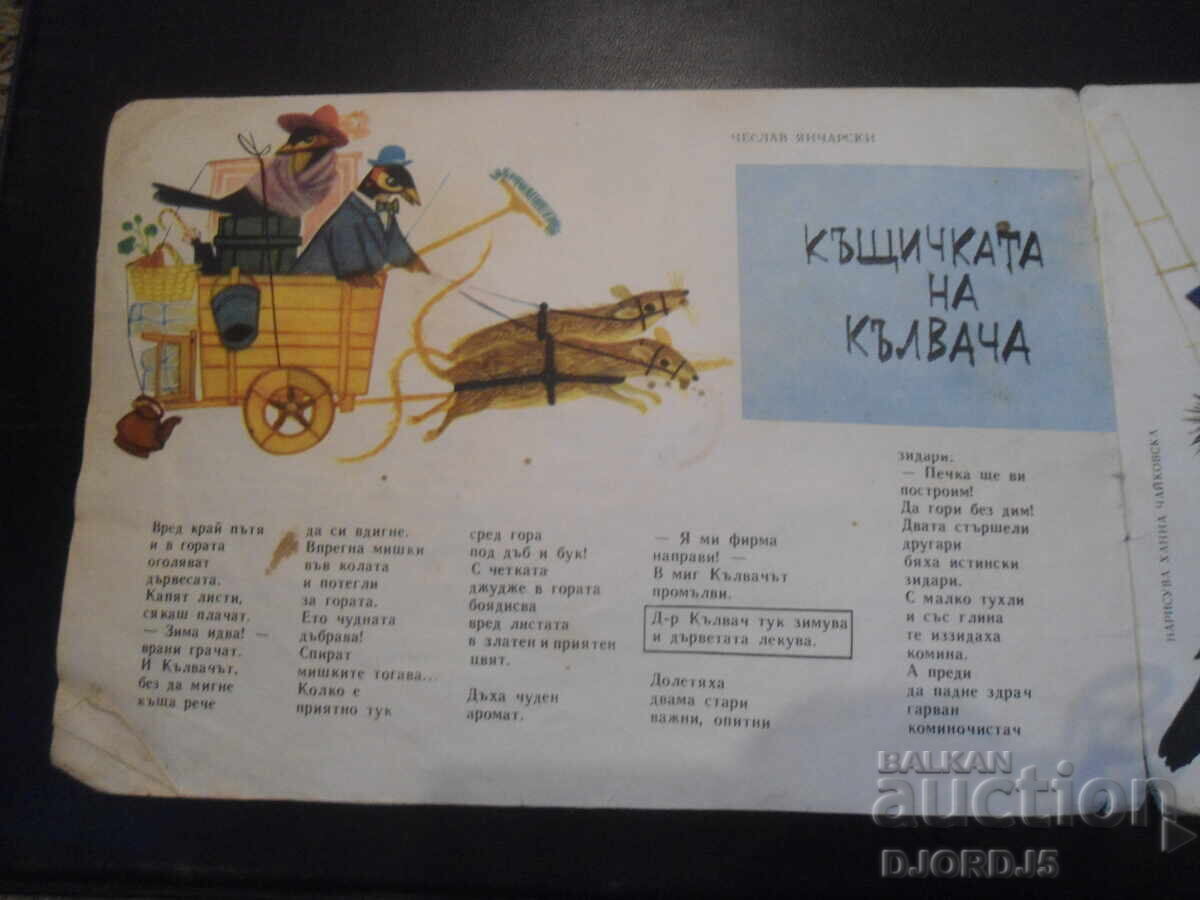 ЧЕСЛАВ ЯНЧАРСКИ
КЪЩИЧКАТА
НА
КЪЛВАЧА
Вред край пътя
и в гората
оголяват
дърветата.
Капят листи,
сякаш плачат.
— Зима идва! —
врани грачат.
И Кълвачът,
без да мигне
къща рече
да си вдигне.
Впрегна мишки
във колата
и потегли
за гората.
Ето чудната
дъбрава!
Спират
мишките тогава...
Колко е
приятно тук
сред гора
под дъб и бук!
С четката
джудже в гората
боядисва
вред листата
в златен и приятен
цвят.
Дъха чуден
аромат.
— Я ми фирма
направи! —
В миг Кълвачът
промълви.
Д-р Кълвач тук зимува
и дърветата лекува.
Долетяха
двама стари
важни, опитни
зидари.
— Печка ще ви
построим!
Да гори без дим!
Двата стършели
другари
бяха истински
зидари.
С малко тухли
и със глина
те иззидаха
комина.
А преди
да падне здрач
гарван
коминочистач
НАРИСУВА ХАННА ЧАЙКОВСКА
BALKAN
auction
DJORDJ5